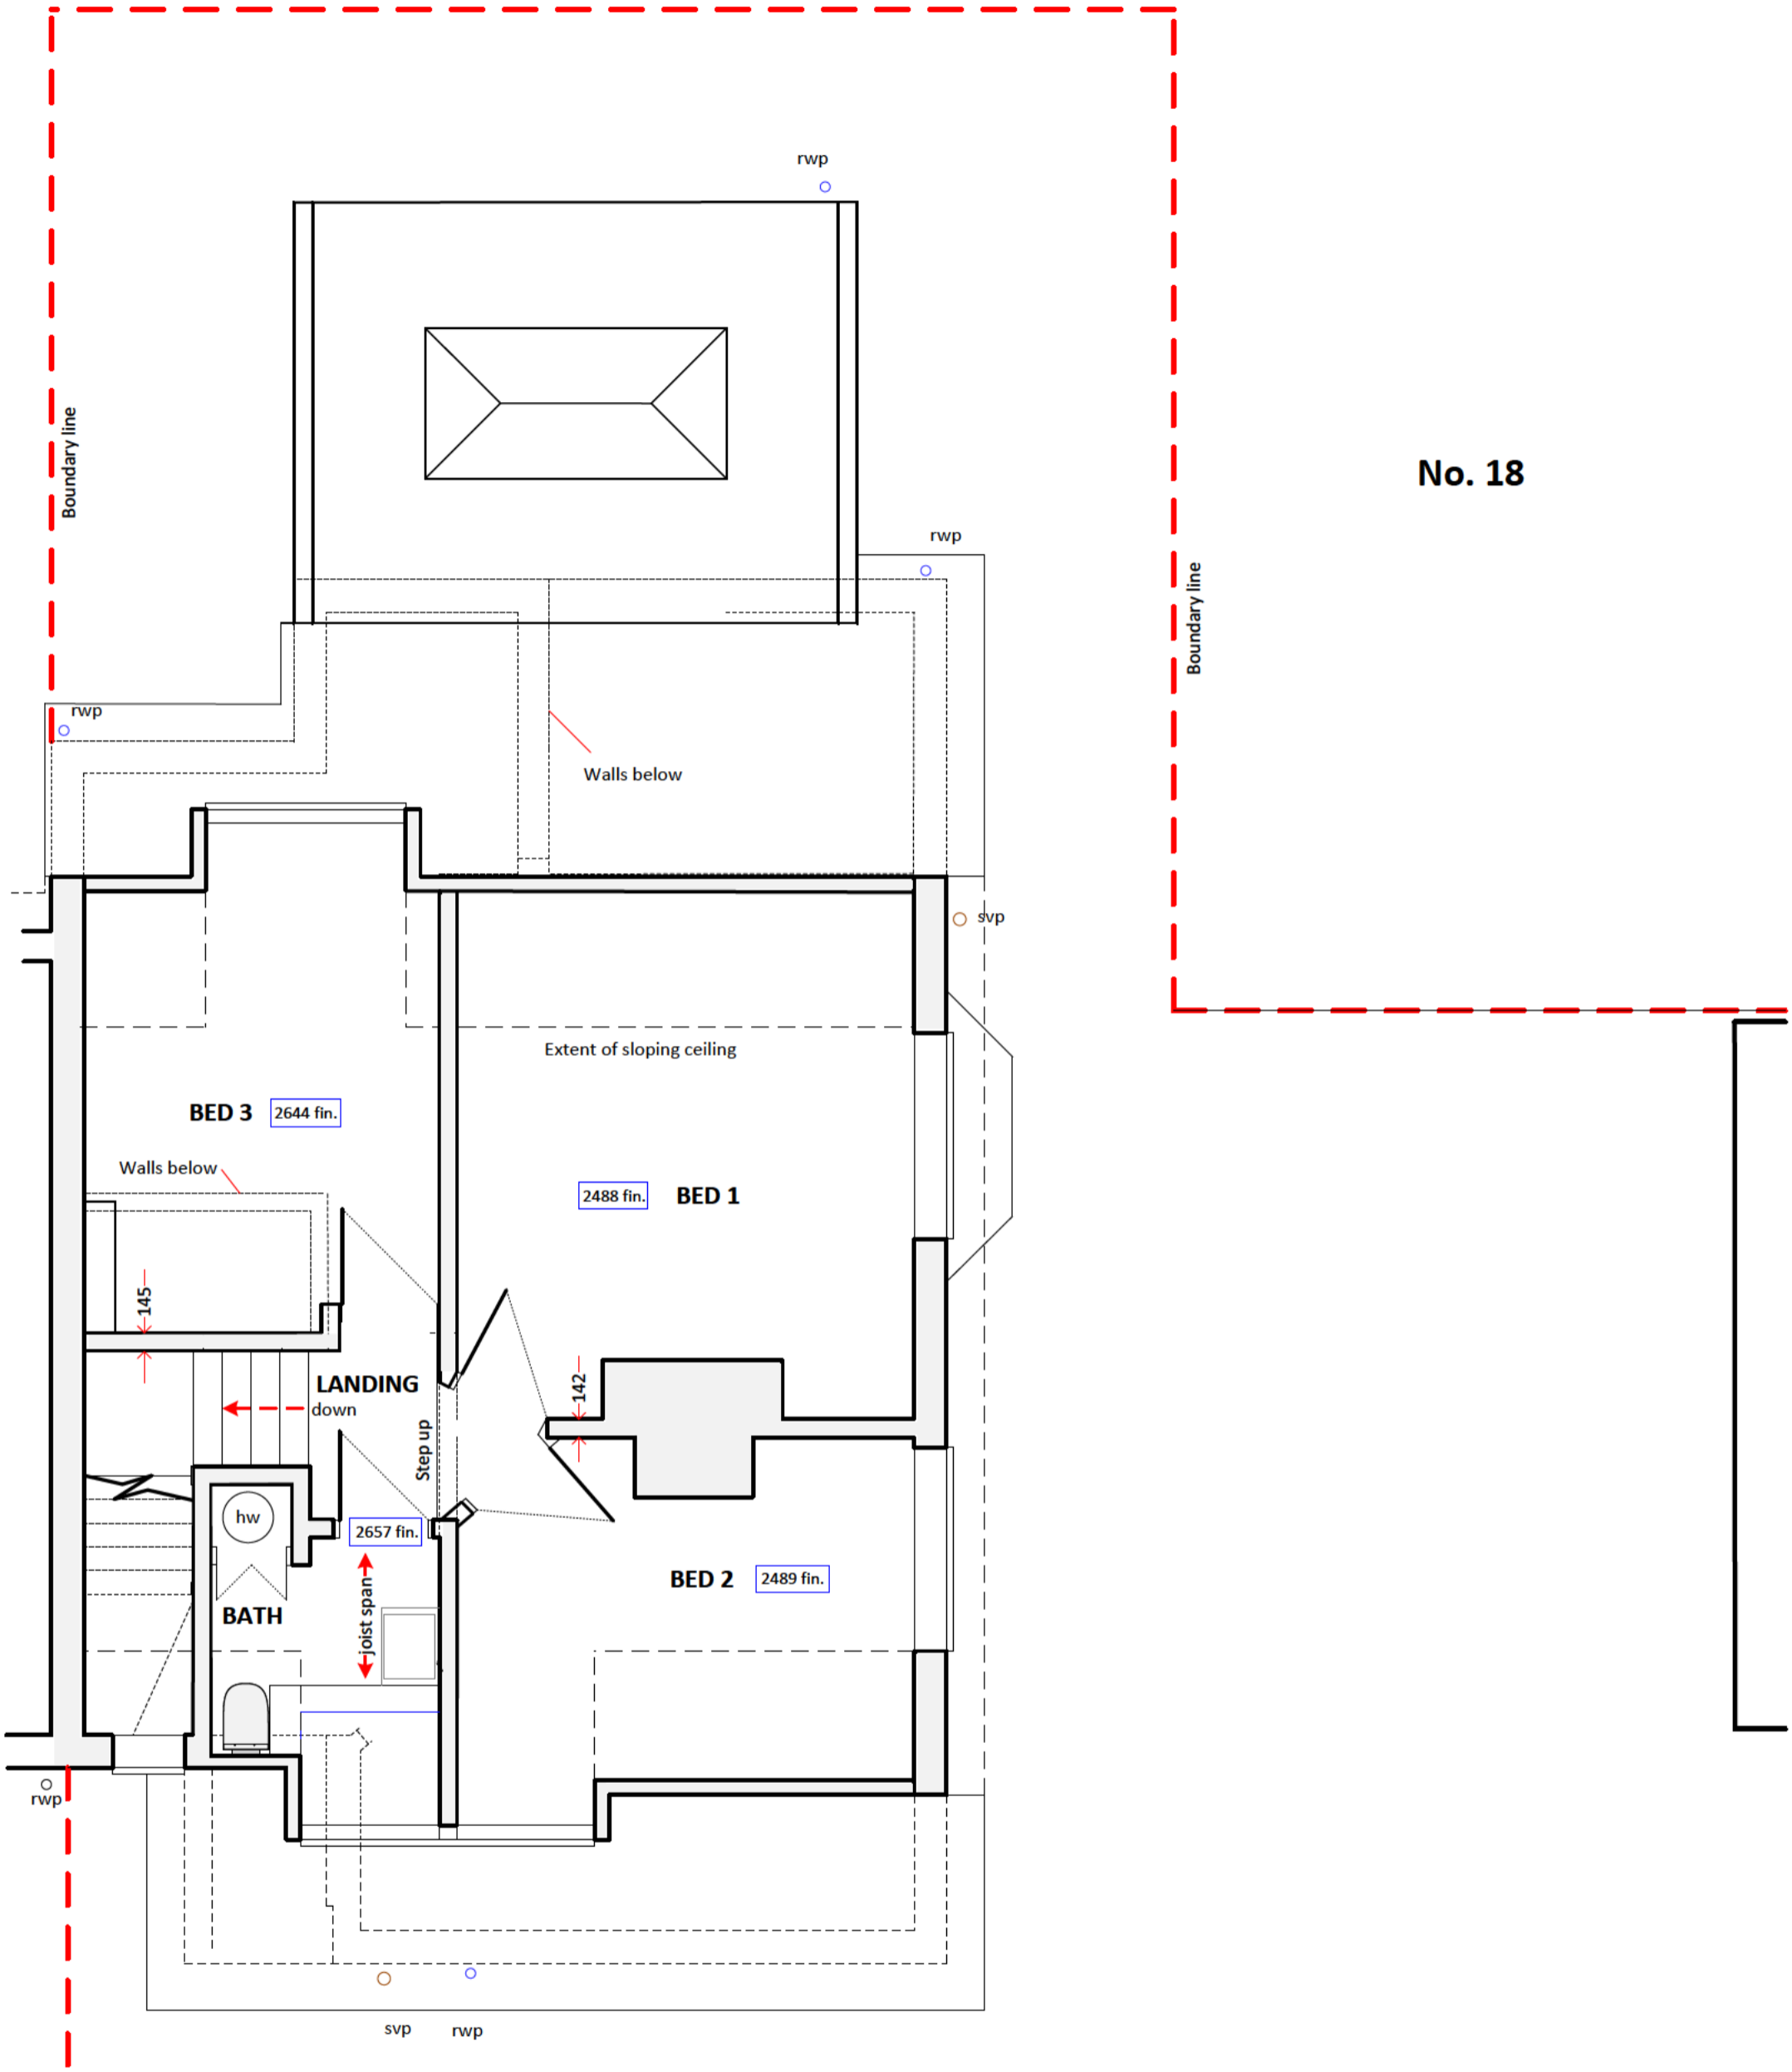 rwp
Boundary line
No. 18
rwp
Boundary line
rwp
Walls below
svp
Extent of sloping ceiling
BED 3
2644 fin.
Walls below
2488 fin.
BED 1
145
LANDING
down
142
Step up
hw
2657 fin.
BED 2
2489 fin.
joist span
BATH
rwp
svp
rwp